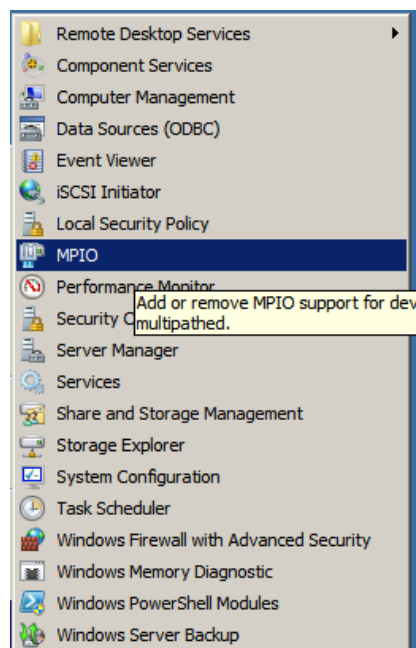 Remote Desktop Services
Component Services
Computer Management
Data Sources (ODBC)
Event Viewer
iSCSI Initiator
Local Security Policy
MPIO
Performance Monitor
Add or remove MPIO support for
Security
multipathed.
Server Manager
Services
Share and Storage Management
Storage Explorer
System Configuration
Task Scheduler
Windows Firewall with Advanced Security
Windows Memory Diagnostic
Windows PowerShell Modules
Windows Server Backup